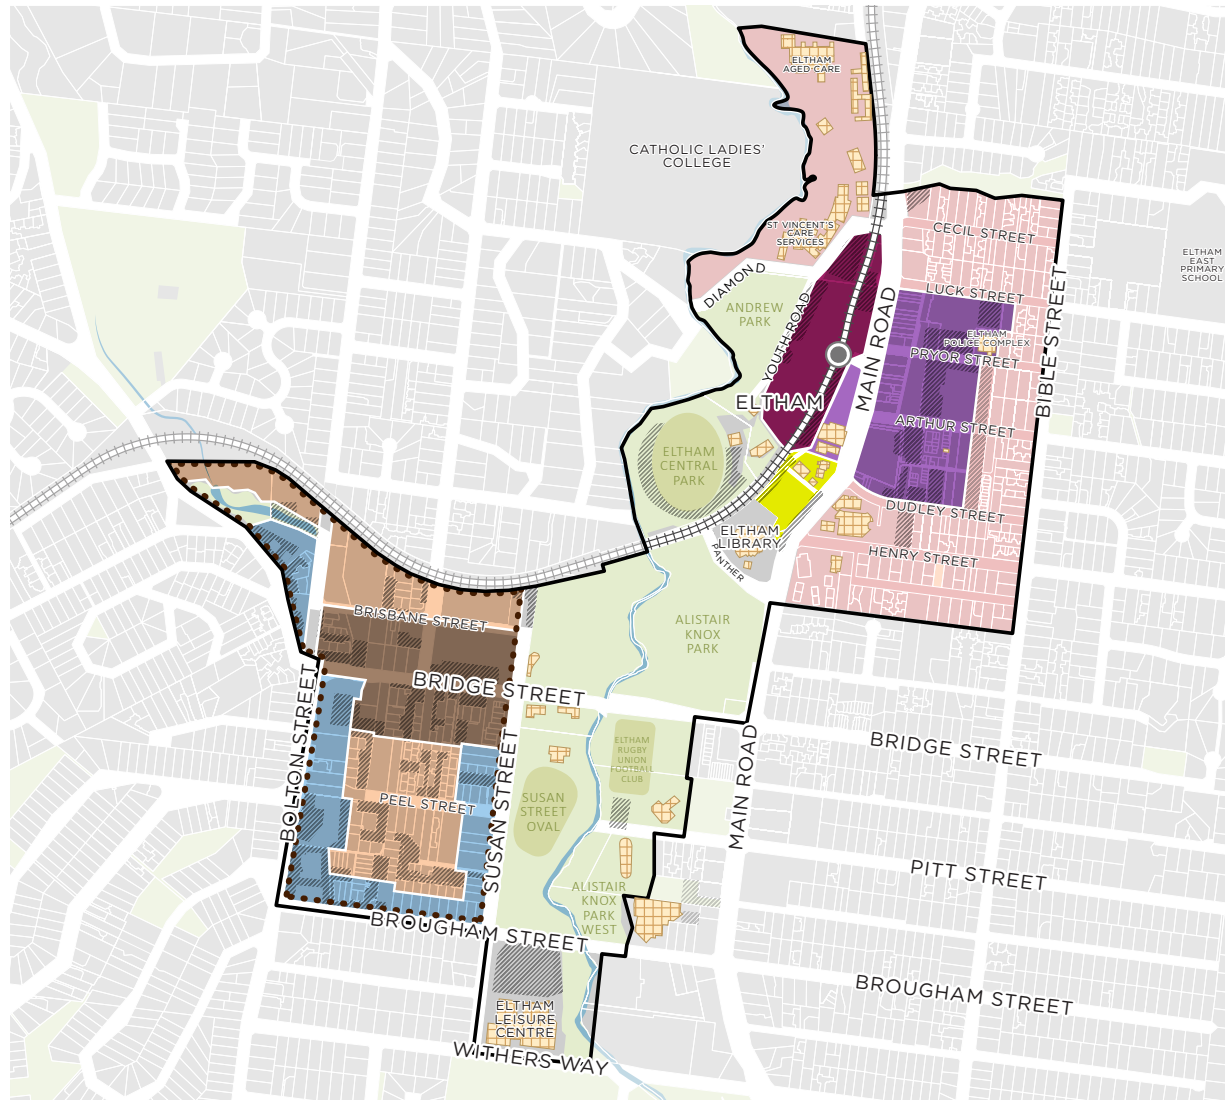 ELTHAM
AGED CARE
CATHOLIC LADIES'
COLLEGE
ST VINCENT'S
CARE
SERVICES
CECIL STREET
ELTHAM
EAST
PRIMARY
SCHOOL
DIAMOND
LUCK STREET
ANDREW
PARK
YOUTH ROAD
MAIN ROAD
BIBLE STREET
ELTHAM
POLICE COMPLEX
PRYOR STREET
ELTHAM
ARTHUR STREET
ELTHAM
CENTRAL
PARK
DUDLEY STREET
ELTHAM
LIBRARY
PANTHER
HENRY STREET
BRISBANE STREET
ALISTAIR
KNOX
PARK
BRIDGE STREET
BOLTON STREET
SUSAN STREET
MAIN ROAD
BRIDGE STREET
ELTHAM
RUGBY
UNION
FOOTBALL
CLUB
PEEL STREET
SUSAN
STREET
OVAL
PITT STREET
ALISTAIR
KNOX
PARK
WEST
BROUGHAM STREET
BROUGHAM STREET
ELTHAM
LEISURE
CENTRE
WITHERS WAY